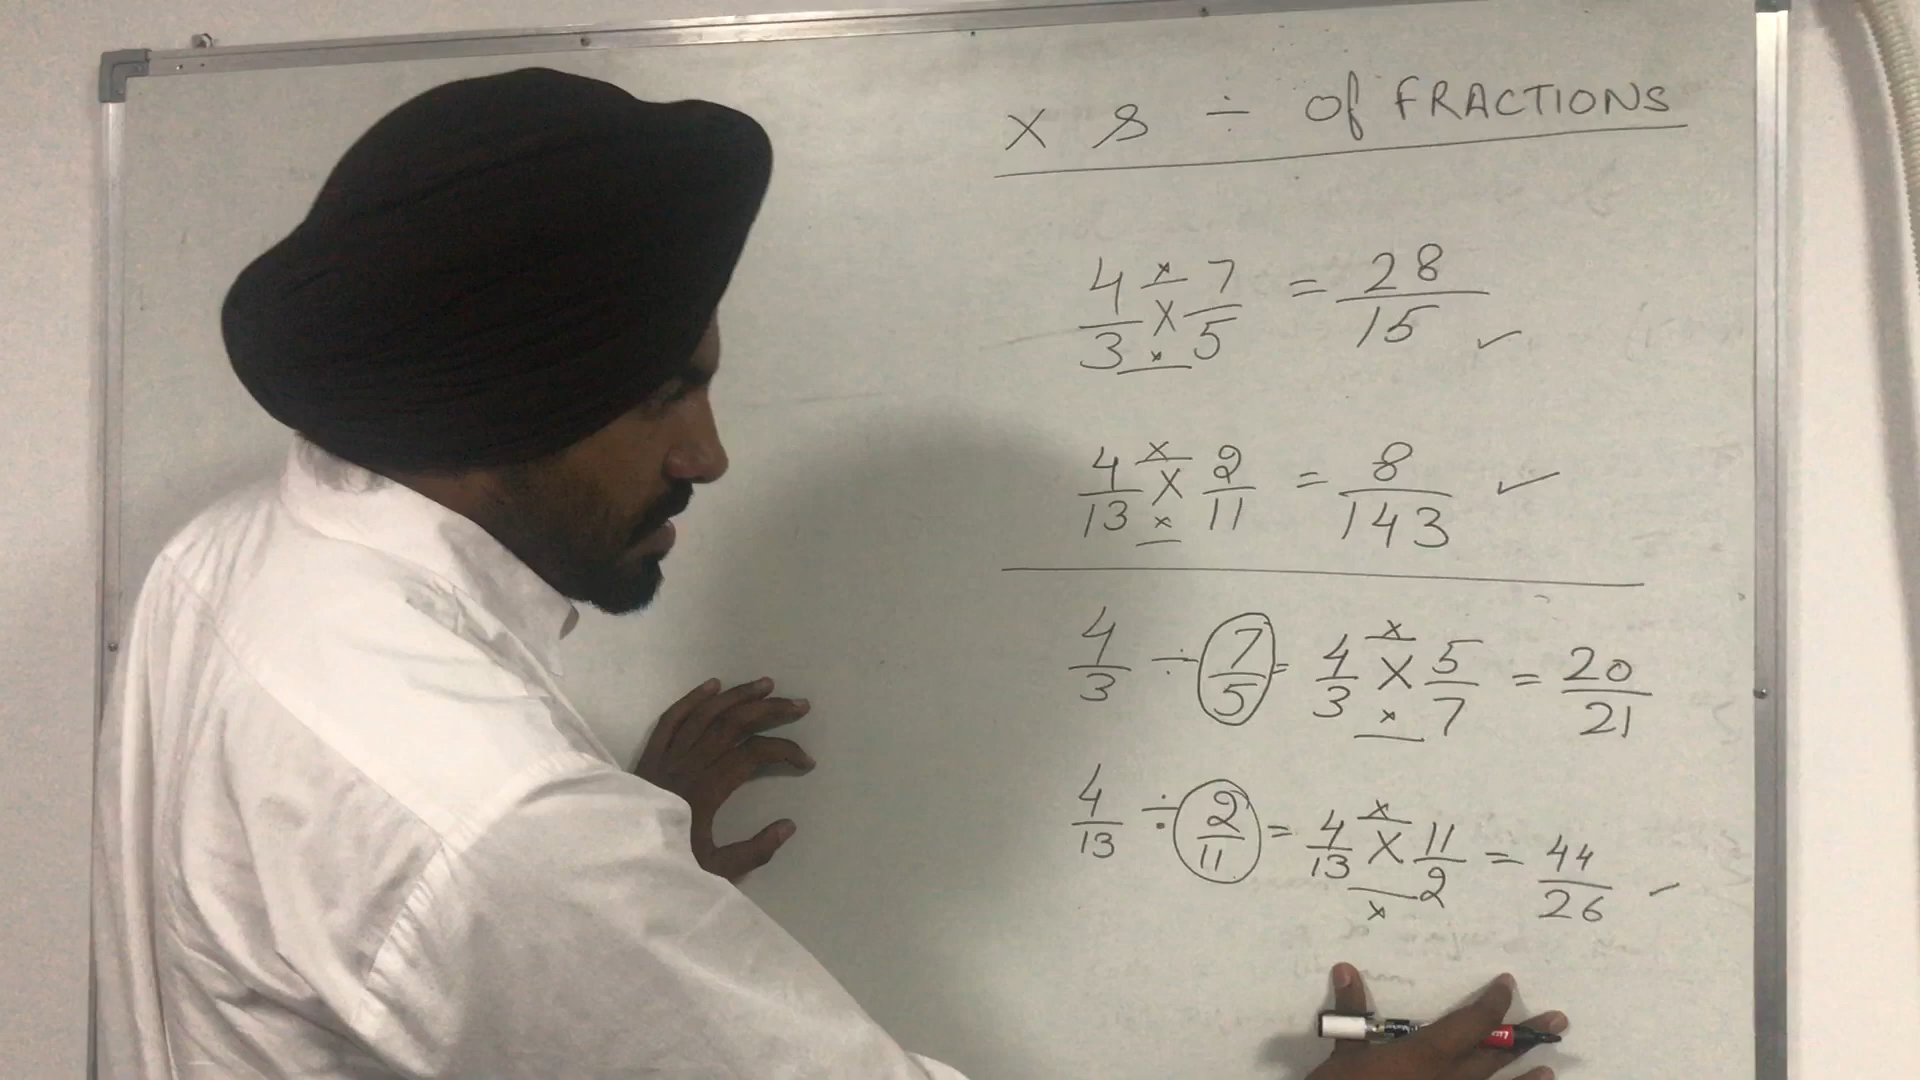 × & ÷ of FRACTIONS
4/3 × 7/5 = 28/15 ✓
4/13 × 2/11 = 8/143 ✓
4/3 ÷ 7/5 = 4/3 × 5/7 = 20/21
4/13 ÷ 2/11 = 4/13 × 11/2 = 44/26